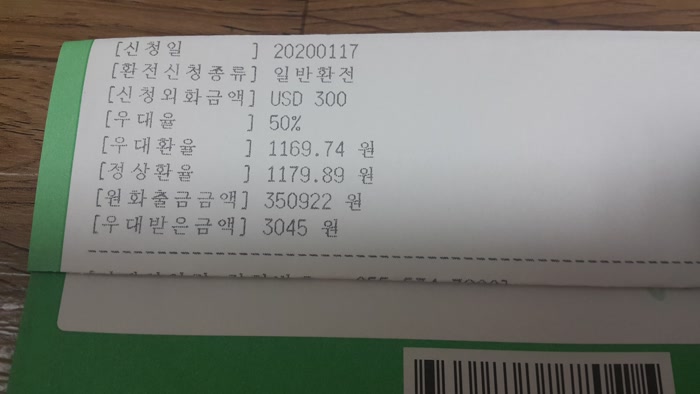 [신청일 ] 20200117
[환전신청종류] 일반환전
[신청외화금액] USD 300
[우대율 ] 50%
[우대환율 ] 1169.74 원
[정상환율 ] 1179.89 원
[원화출금금액] 350922 원
[우대받은금액] 3045 원